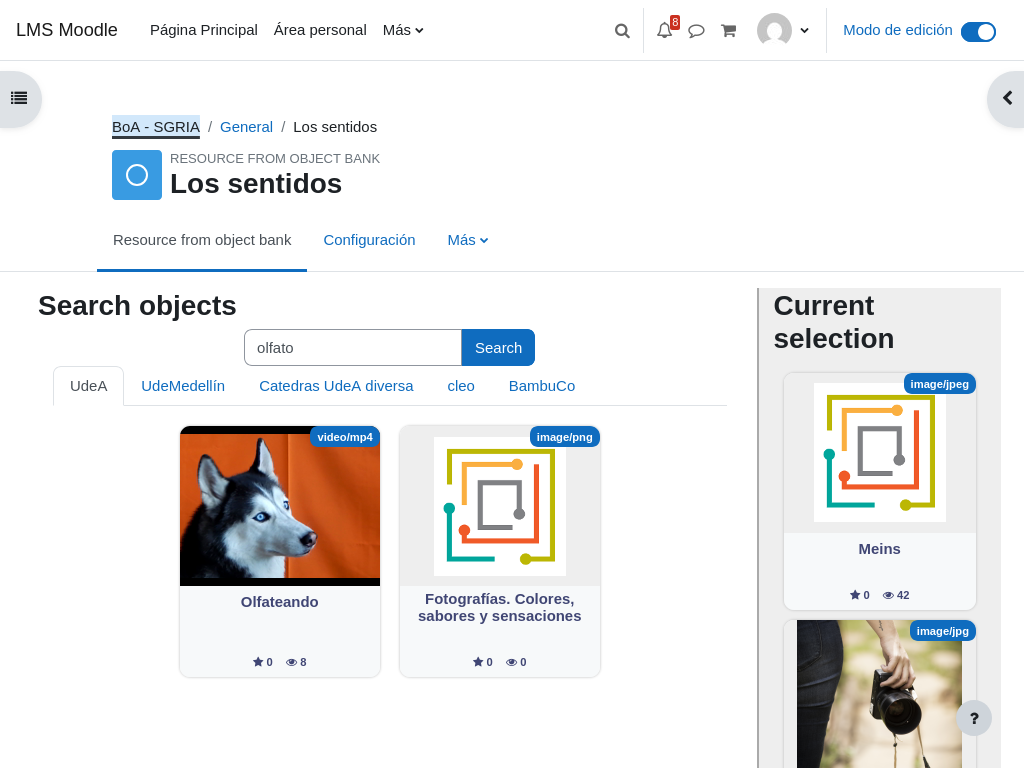 LMS Moodle
Página Principal
Área personal
Más
8
Modo de edición
BoA - SGRIA / General / Los sentidos
RESOURCE FROM OBJECT BANK
Los sentidos
Resource from object bank
Configuración
Más
Search objects
olfato
Search
UdeA
UdeMedellín
Catedras UdeA diversa
cleo
BambuCo
video/mp4
Olfateando
0
8
image/png
Fotografías. Colores,
sabores y sensaciones
0
0
Current
selection
image/jpeg
Meins
0
42
image/jpg
?